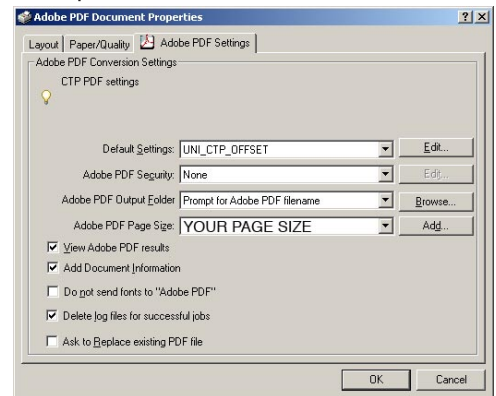 Adobe PDF Document Properties
Layout Paper/Quality Adobe PDF Settings
Adobe PDF Conversion Settings
CTP PDF settings
Default Settings: UNI_CTP_OFFSET Edit...
Adobe PDF Security: None Edit...
Adobe PDF Output Folder Prompt for Adobe PDF filename Browse...
Adobe PDF Page Size: YOUR PAGE SIZE Add...
View Adobe PDF results
Add Document Information
Do not send fonts to "Adobe PDF"
Delete log files for successful jobs
Ask to Replace existing PDF file
OK Cancel